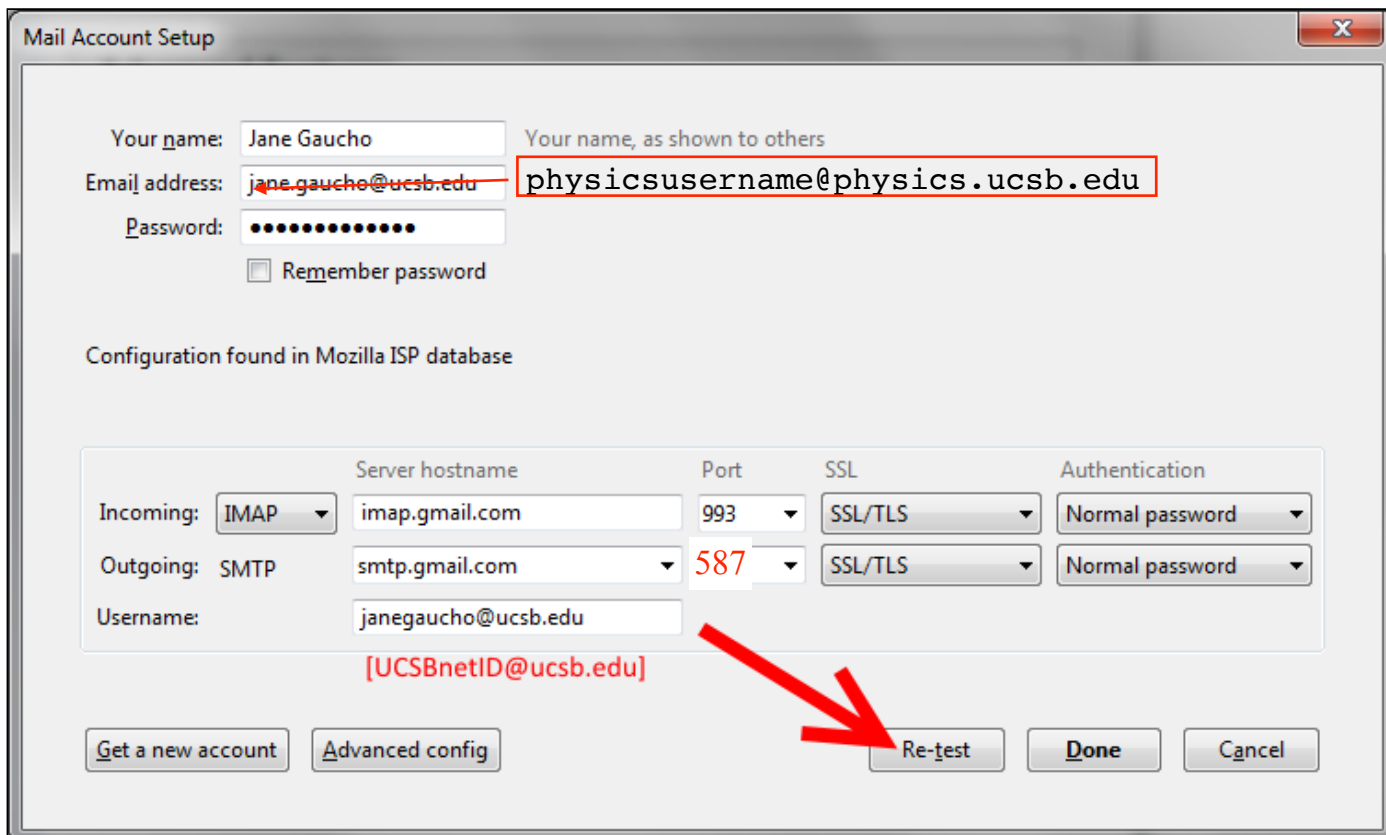 Mail Account Setup
Your name: Jane Gaucho Your name, as shown to others
Email address: jane.gaucho@ucsb.edu physicsusername@physics.ucsb.edu
Password: •••••••••••••
Remember password
Configuration found in Mozilla ISP database
Server hostname Port SSL Authentication
Incoming: IMAP imap.gmail.com 993 SSL/TLS Normal password
Outgoing: SMTP smtp.gmail.com 587 SSL/TLS Normal password
Username: janegaucho@ucsb.edu
[UCSBnetID@ucsb.edu]
Get a new account Advanced config Re-test Done Cancel